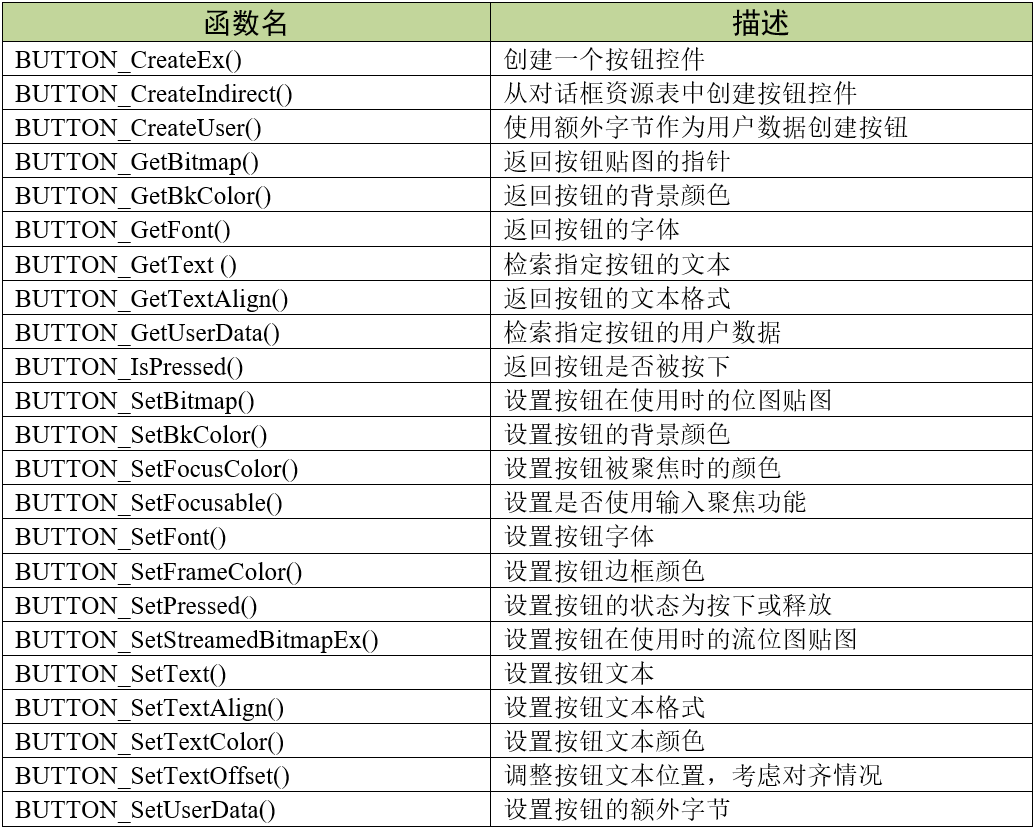 函数名 描述
BUTTON_CreateEx() 创建一个按钮控件
BUTTON_CreateIndirect() 从对话框资源表中创建按钮控件
BUTTON_CreateUser() 使用额外字节作为用户数据创建按钮
BUTTON_GetBitmap() 返回按钮贴图的指针
BUTTON_GetBkColor() 返回按钮的背景颜色
BUTTON_GetFont() 返回按钮的字体
BUTTON_GetText () 检索指定按钮的文本
BUTTON_GetTextAlign() 返回按钮的文本格式
BUTTON_GetUserData() 检索指定按钮的用户数据
BUTTON_IsPressed() 返回按钮是否被按下
BUTTON_SetBitmap() 设置按钮在使用时的位图贴图
BUTTON_SetBkColor() 设置按钮的背景颜色
BUTTON_SetFocusColor() 设置按钮被聚焦时的颜色
BUTTON_SetFocusable() 设置是否使用输入聚焦功能
BUTTON_SetFont() 设置按钮字体
BUTTON_SetFrameColor() 设置按钮边框颜色
BUTTON_SetPressed() 设置按钮的状态为按下或释放
BUTTON_SetStreamedBitmapEx() 设置按钮在使用时的流位图贴图
BUTTON_SetText() 设置按钮文本
BUTTON_SetTextAlign() 设置按钮文本格式
BUTTON_SetTextColor() 设置按钮文本颜色
BUTTON_SetTextOffset() 调整按钮文本位置，考虑对齐情况
BUTTON_SetUserData() 设置按钮的额外字节